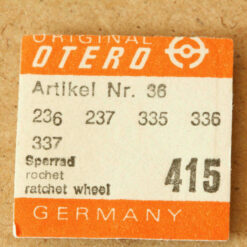 ORIGINAL
OTERO
Artikel Nr. 36
236 237 335 336
337
Sperrad
rochet
ratchet wheel
415
GERMANY